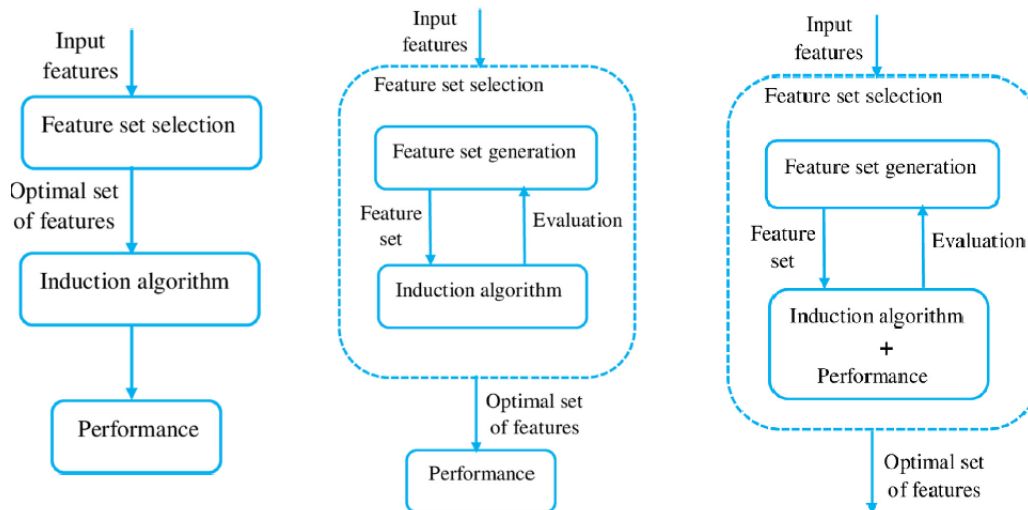 Input
features
Feature set selection
Optimal set
of features
Induction algorithm
Performance
Input
features
Feature set selection
Feature set generation
Feature
set
Evaluation
Induction algorithm
Optimal set
of features
Performance
Input
features
Feature set selection
Feature set generation
Feature
set
Evaluation
Induction algorithm
+
Performance
Optimal set
of features